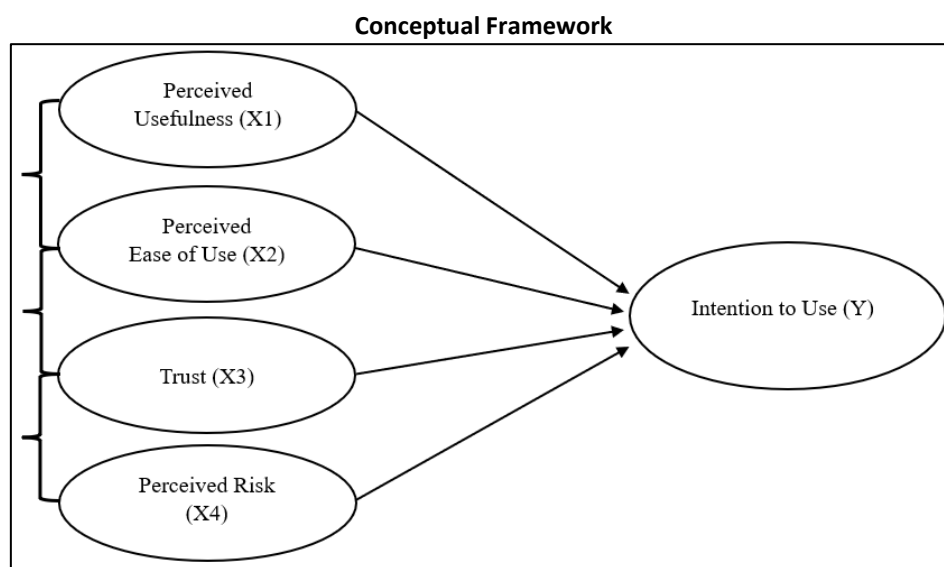 Conceptual Framework
Perceived
Usefulness (X1)
Perceived
Ease of Use (X2)
Intention to Use (Y)
Trust (X3)
Perceived Risk
(X4)